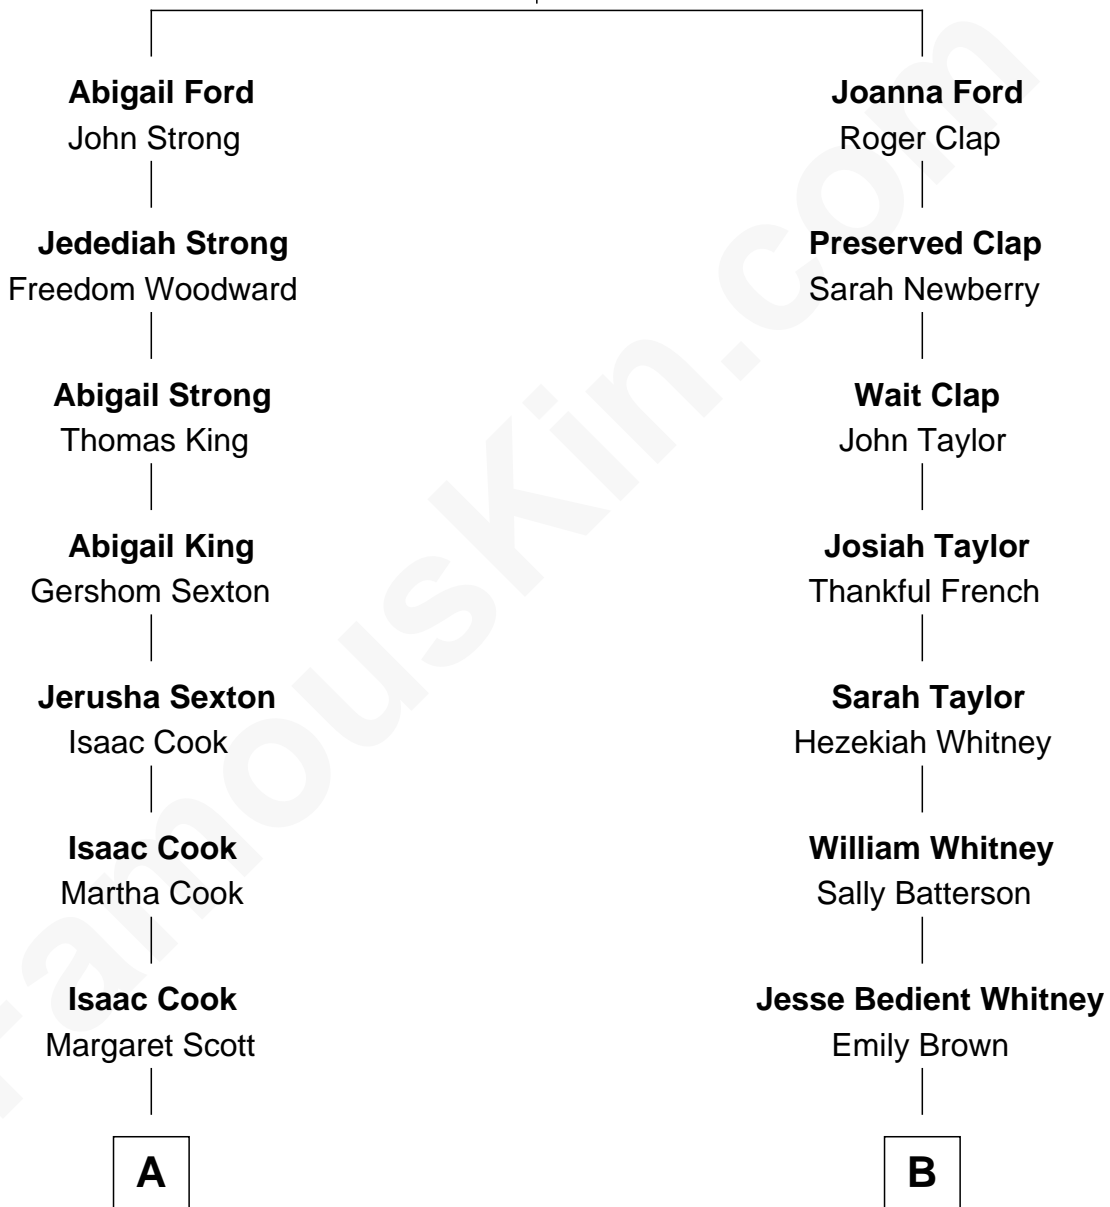 Abigail Ford
John Strong
Jedediah Strong
Freedom Woodward
Abigail Strong
Thomas King
Abigail King
Gershom Sexton
Jerusha Sexton
Isaac Cook
Isaac Cook
Martha Cook
Isaac Cook
Margaret Scott
A
Joanna Ford
Roger Clap
Preserved Clap
Sarah Newberry
Wait Clap
John Taylor
Josiah Taylor
Thankful French
Sarah Taylor
Hezekiah Whitney
William Whitney
Sally Batterson
Jesse Bedient Whitney
Emily Brown
B
FamousKin.com